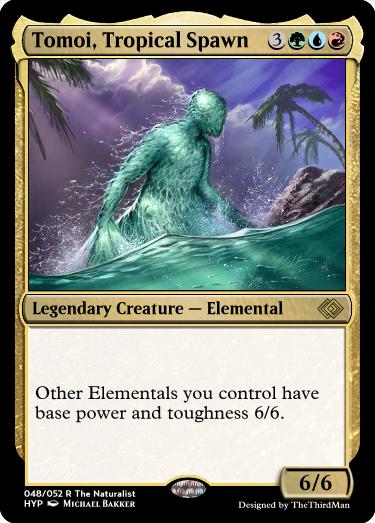 Tomoi, Tropical Spawn 3
Legendary Creature — Elemental
Other Elementals you control have
base power and toughness 6/6.
048/052 R The Naturalist
HYP Michael Bakker
Designed by TheThirdMan
6/6